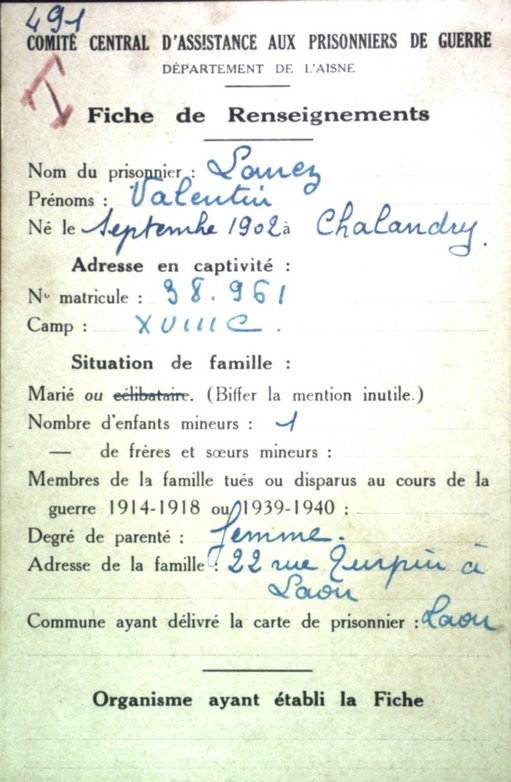 491
COMITÉ CENTRAL D'ASSISTANCE AUX PRISONNIERS DE GUERRE
DÉPARTEMENT DE L'AISNE
I
Fiche de Renseignements
Nom du prisonnier :
Prénoms : Valentin
Né le septembre 1902 à Chalandry.
Adresse en captivité :
No matricule : 38.961
Camp : XVIIIC.
Situation de famille :
Marié ou célibataire. (Biffer la mention inutile.)
Nombre d'enfants mineurs : 1
— de frères et sœurs mineurs :
Membres de la famille tués ou disparus au cours de la
guerre 1914-1918 ou 1939-1940 :
Degré de parenté : femme.
Adresse de la famille : 22 rue Turpin à
Laon
Commune ayant délivré la carte de prisonnier : Laon
Organisme ayant établi la Fiche